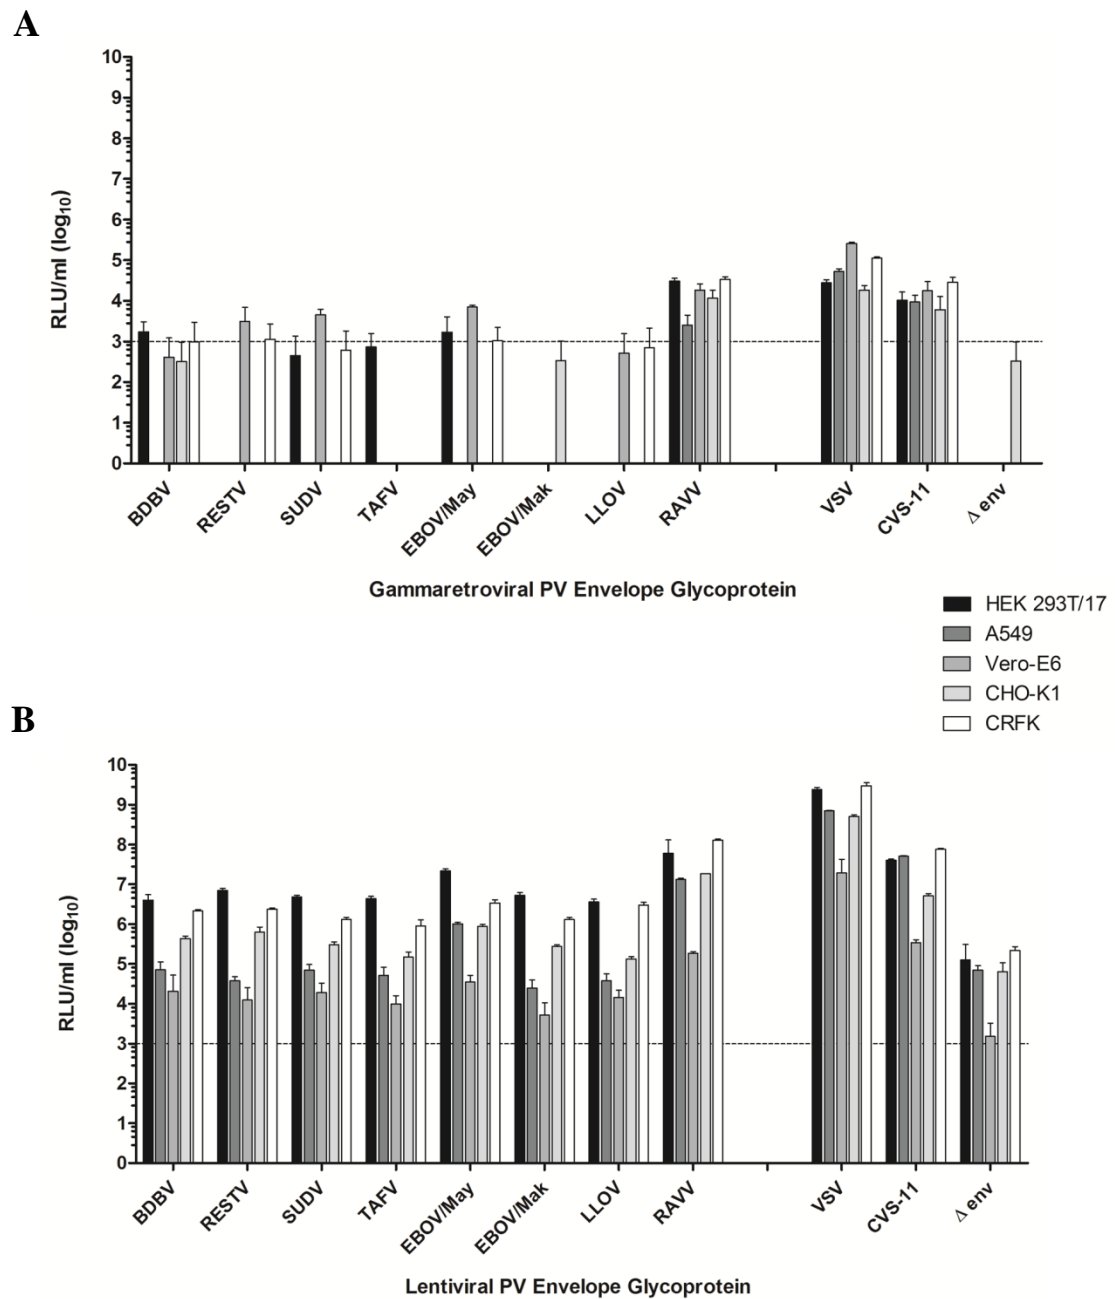 A
10
9
8
7
6
5
4
3
2
1
0
RLU/ml (log10)
BDBV
RESTV
SUDV
TAFV
EBOV/May
EBOV/Mak
LLOV
RAVV
VSV
CVS-11
Δ env
Gammaretroviral PV Envelope Glycoprotein
HEK 293T/17
A549
Vero-E6
CHO-K1
CRFK
B
10
9
8
7
6
5
4
3
2
1
0
RLU/ml (log10)
BDBV
RESTV
SUDV
TAFV
EBOV/May
EBOV/Mak
LLOV
RAVV
VSV
CVS-11
Δ env
Lentiviral PV Envelope Glycoprotein